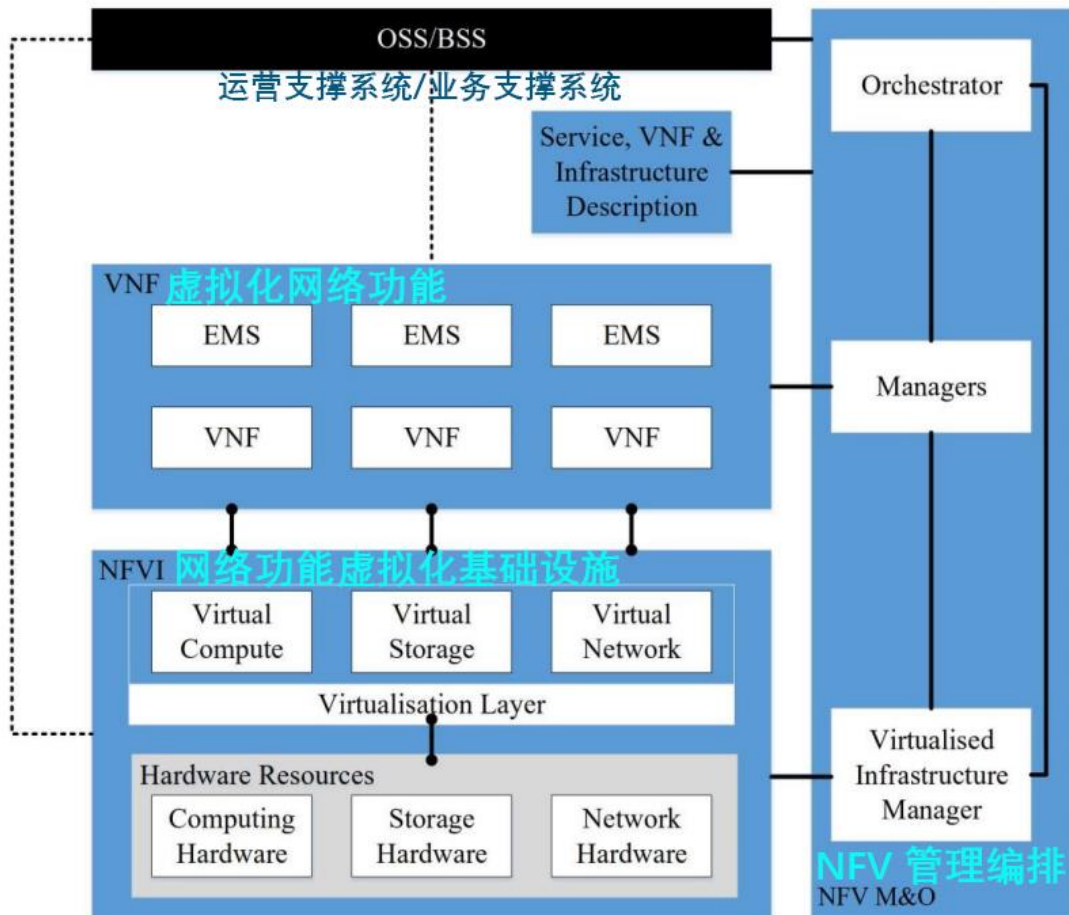 OSS/BSS
运营支撑系统/业务支撑系统
Orchestrator
Service, VNF &
Infrastructure
Description
VNF 虚拟化网络功能
EMS
EMS
EMS
Managers
VNF
VNF
VNF
NFVI 网络功能虚拟化基础设施
Virtual
Compute
Virtual
Storage
Virtual
Network
Virtualisation Layer
Hardware Resources
Computing
Hardware
Storage
Hardware
Network
Hardware
Virtualised
Infrastructure
Manager
NFV 管理编排
NFV M&O